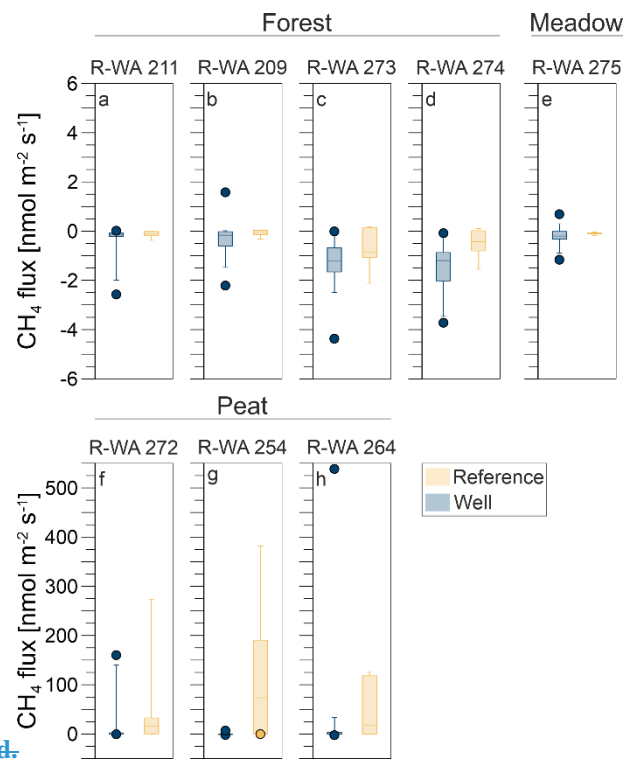 Forest Meadow
R-WA 211 R-WA 209 R-WA 273 R-WA 274 R-WA 275
a b c d e
6
4
2
0
-2
-4
-6
CH₄ flux [nmol m⁻² s⁻¹]
Peat
R-WA 272 R-WA 254 R-WA 264
f g h
500
400
300
200
100
0
CH₄ flux [nmol m⁻² s⁻¹]
Reference
Well
d.